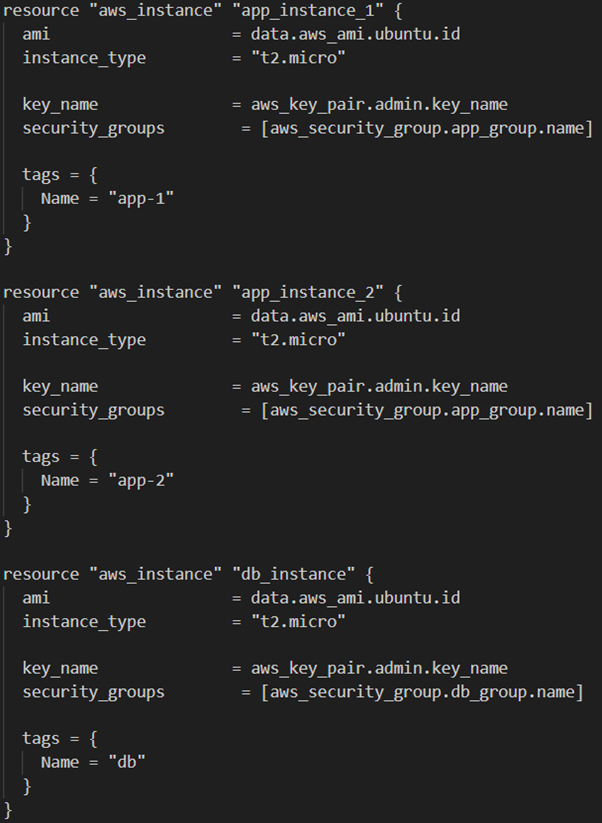 resource "aws_instance" "app_instance_1" {
  ami                   = data.aws_ami.ubuntu.id
  instance_type         = "t2.micro"

  key_name              = aws_key_pair.admin.key_name
  security_groups        = [aws_security_group.app_group.name]

  tags = {
    Name = "app-1"
  }
}

resource "aws_instance" "app_instance_2" {
  ami                   = data.aws_ami.ubuntu.id
  instance_type         = "t2.micro"

  key_name              = aws_key_pair.admin.key_name
  security_groups        = [aws_security_group.app_group.name]

  tags = {
    Name = "app-2"
  }
}

resource "aws_instance" "db_instance" {
  ami                   = data.aws_ami.ubuntu.id
  instance_type         = "t2.micro"

  key_name              = aws_key_pair.admin.key_name
  security_groups        = [aws_security_group.db_group.name]

  tags = {
    Name = "db"
  }
}